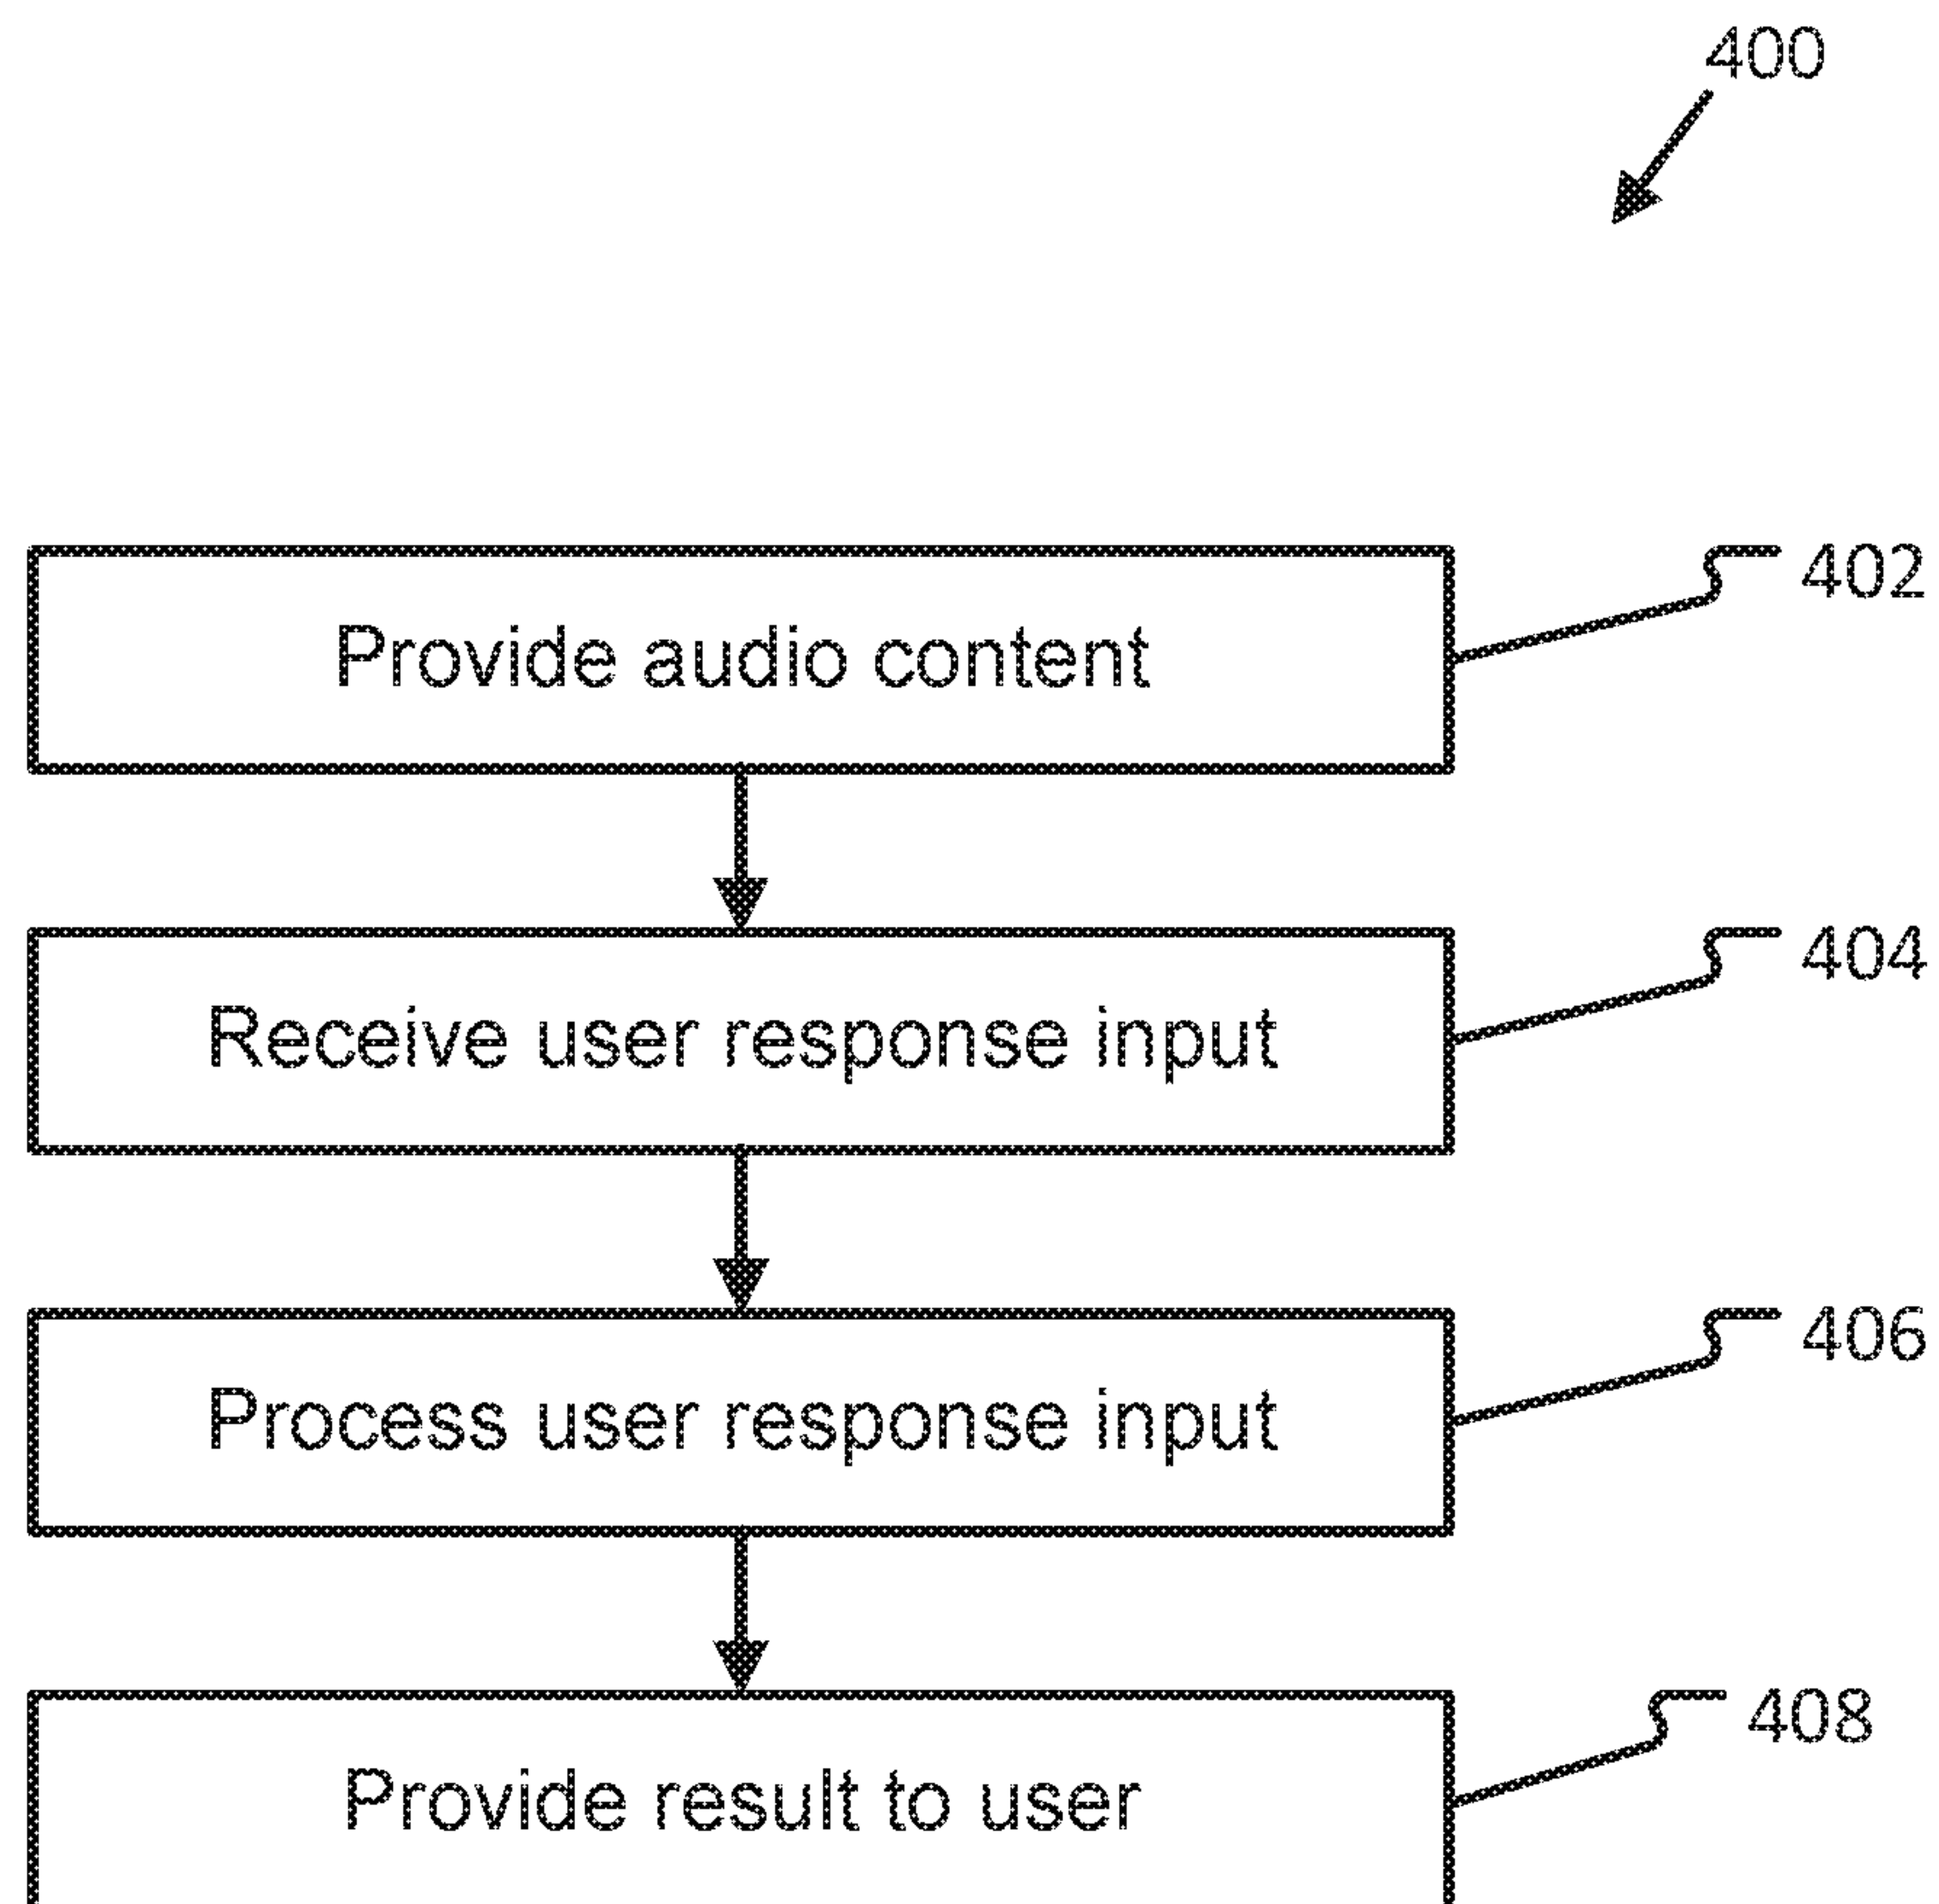 400
Provide audio content
402
Receive user response input
404
Process user response input
406
Provide result to user
408